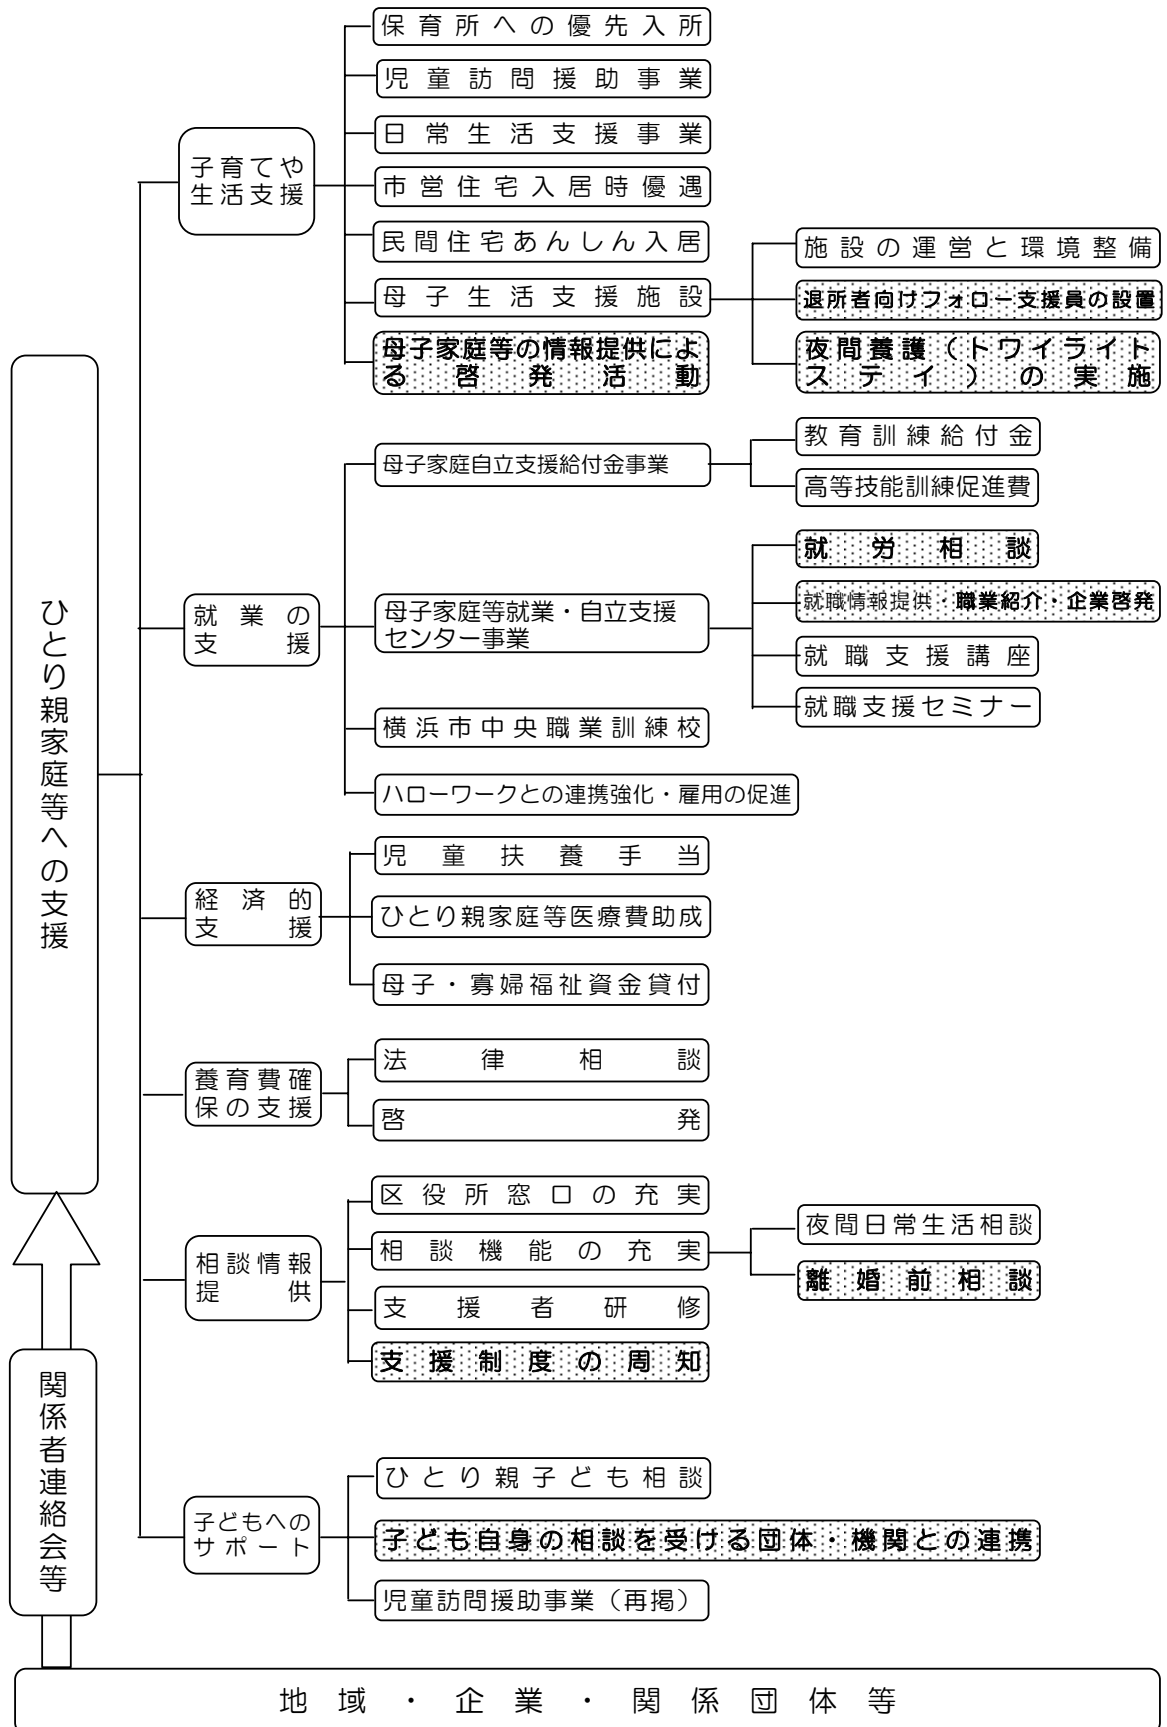 ひとり親家庭等への支援
関係者連絡会等
地域・企業・関係団体等
子育てや
生活支援
保育所への優先入所
児童訪問援助事業
日常生活支援事業
市営住宅入居時優遇
民間住宅あんしん入居
母子生活支援施設
施設の運営と環境整備
退所者向けフォロー支援員の設置
夜間養護（トワイライト
ステイ）の実施
母子家庭等の情報提供によ
る啓発活動
就業の
支援
母子家庭自立支援給付金事業
教育訓練給付金
高等技能訓練促進費
母子家庭等就業・自立支援
センター事業
就労相談
就職情報提供・職業紹介・企業啓発
就職支援講座
就職支援セミナー
横浜市中央職業訓練校
ハローワークとの連携強化・雇用の促進
経済的
支援
児童扶養手当
ひとり親家庭等医療費助成
母子・寡婦福祉資金貸付
養育費確
保の支援
法律相談
啓発
相談情報
提供
区役所窓口の充実
相談機能の充実
夜間日常生活相談
離婚前相談
支援者研修
支援制度の周知
子どもへの
サポート
ひとり親子ども相談
子ども自身の相談を受ける団体・機関との連携
児童訪問援助事業（再掲）